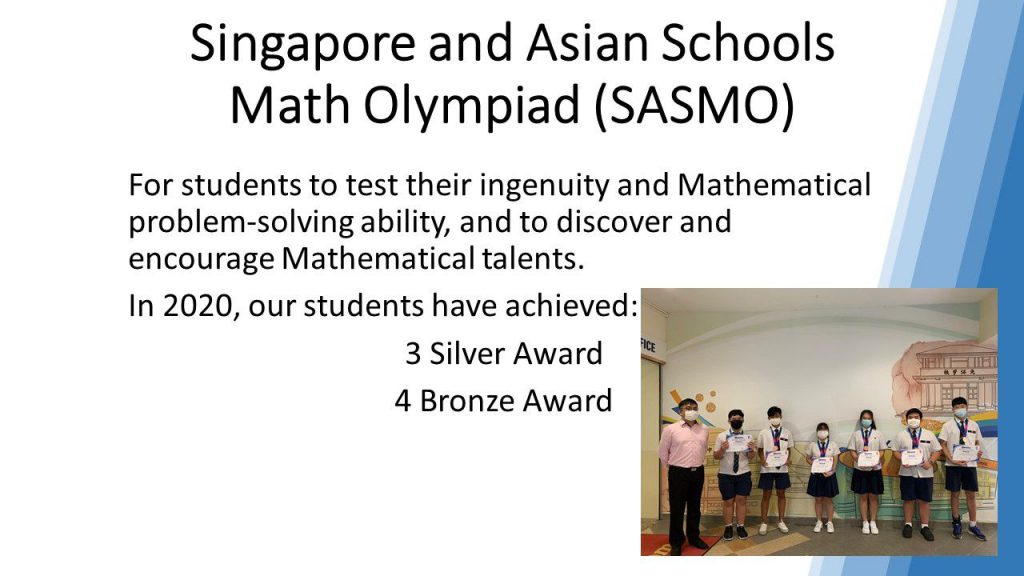 Singapore and Asian Schools
Math Olympiad (SASMO)
For students to test their ingenuity and Mathematical
problem-solving ability, and to discover and
encourage Mathematical talents.
In 2020, our students have achieved:
3 Silver Award
4 Bronze Award
FICE